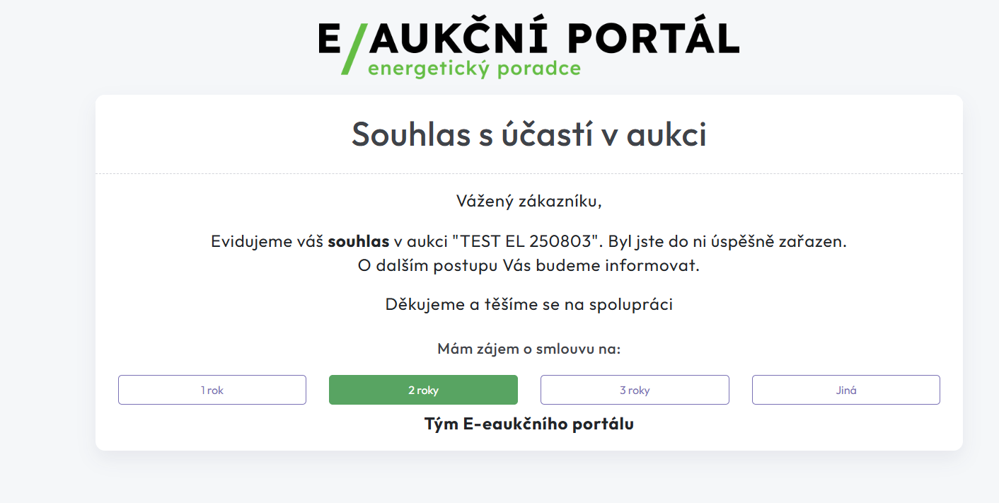 E/AUKČNÍ PORTÁL
energetický poradce
Souhlas s účastí v aukci
Vážený zákazníku,
Evidujeme váš souhlas v aukci "TEST EL 250803". Byl jste do ni úspěšně zařazen.
O dalším postupu Vás budeme informovat.
Děkujeme a těšíme se na spolupráci
Mám zájem o smlouvu na:
1 rok 2 roky 3 roky Jiná
Tým E-eaukčního portálu